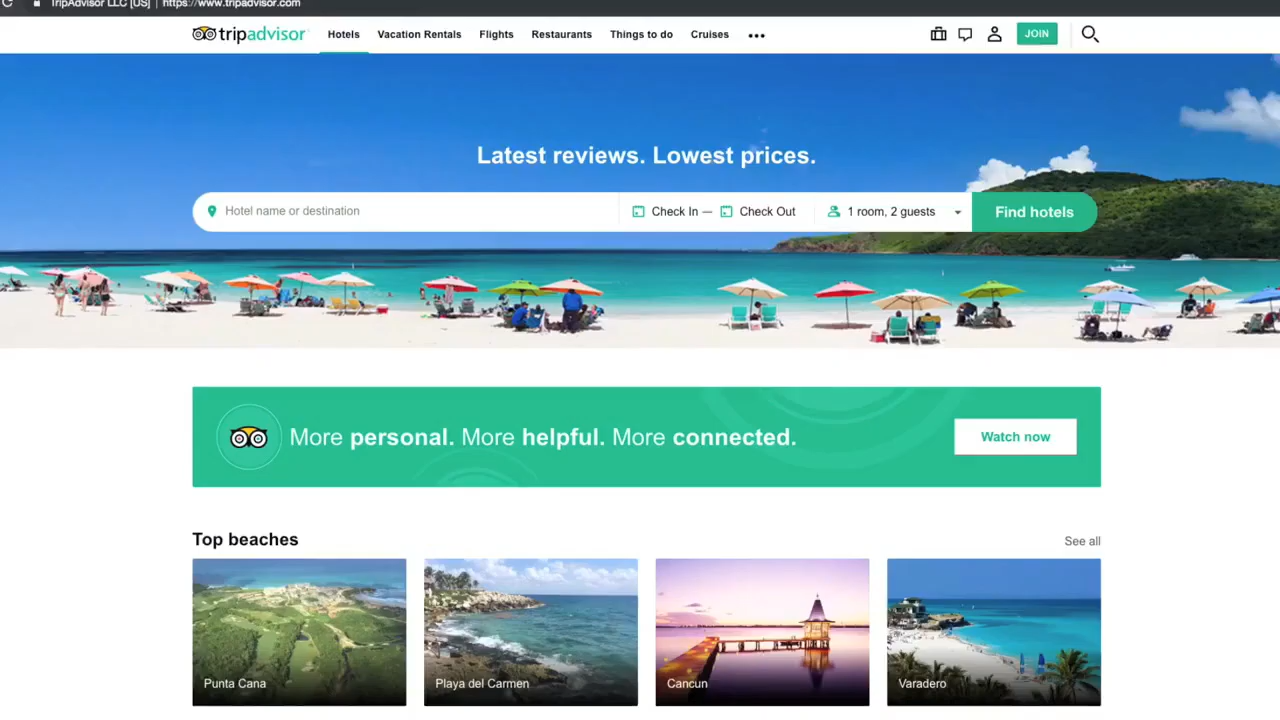 TripAdvisor LLC [US] | https://www.tripadvisor.com
tripadvisor Hotels Vacation Rentals Flights Restaurants Things to do Cruises ••• JOIN
Latest reviews. Lowest prices.
Hotel name or destination Check In — Check Out 1 room, 2 guests Find hotels
More personal. More helpful. More connected. Watch now
Top beaches See all
Punta Cana Playa del Carmen Cancun Varadero